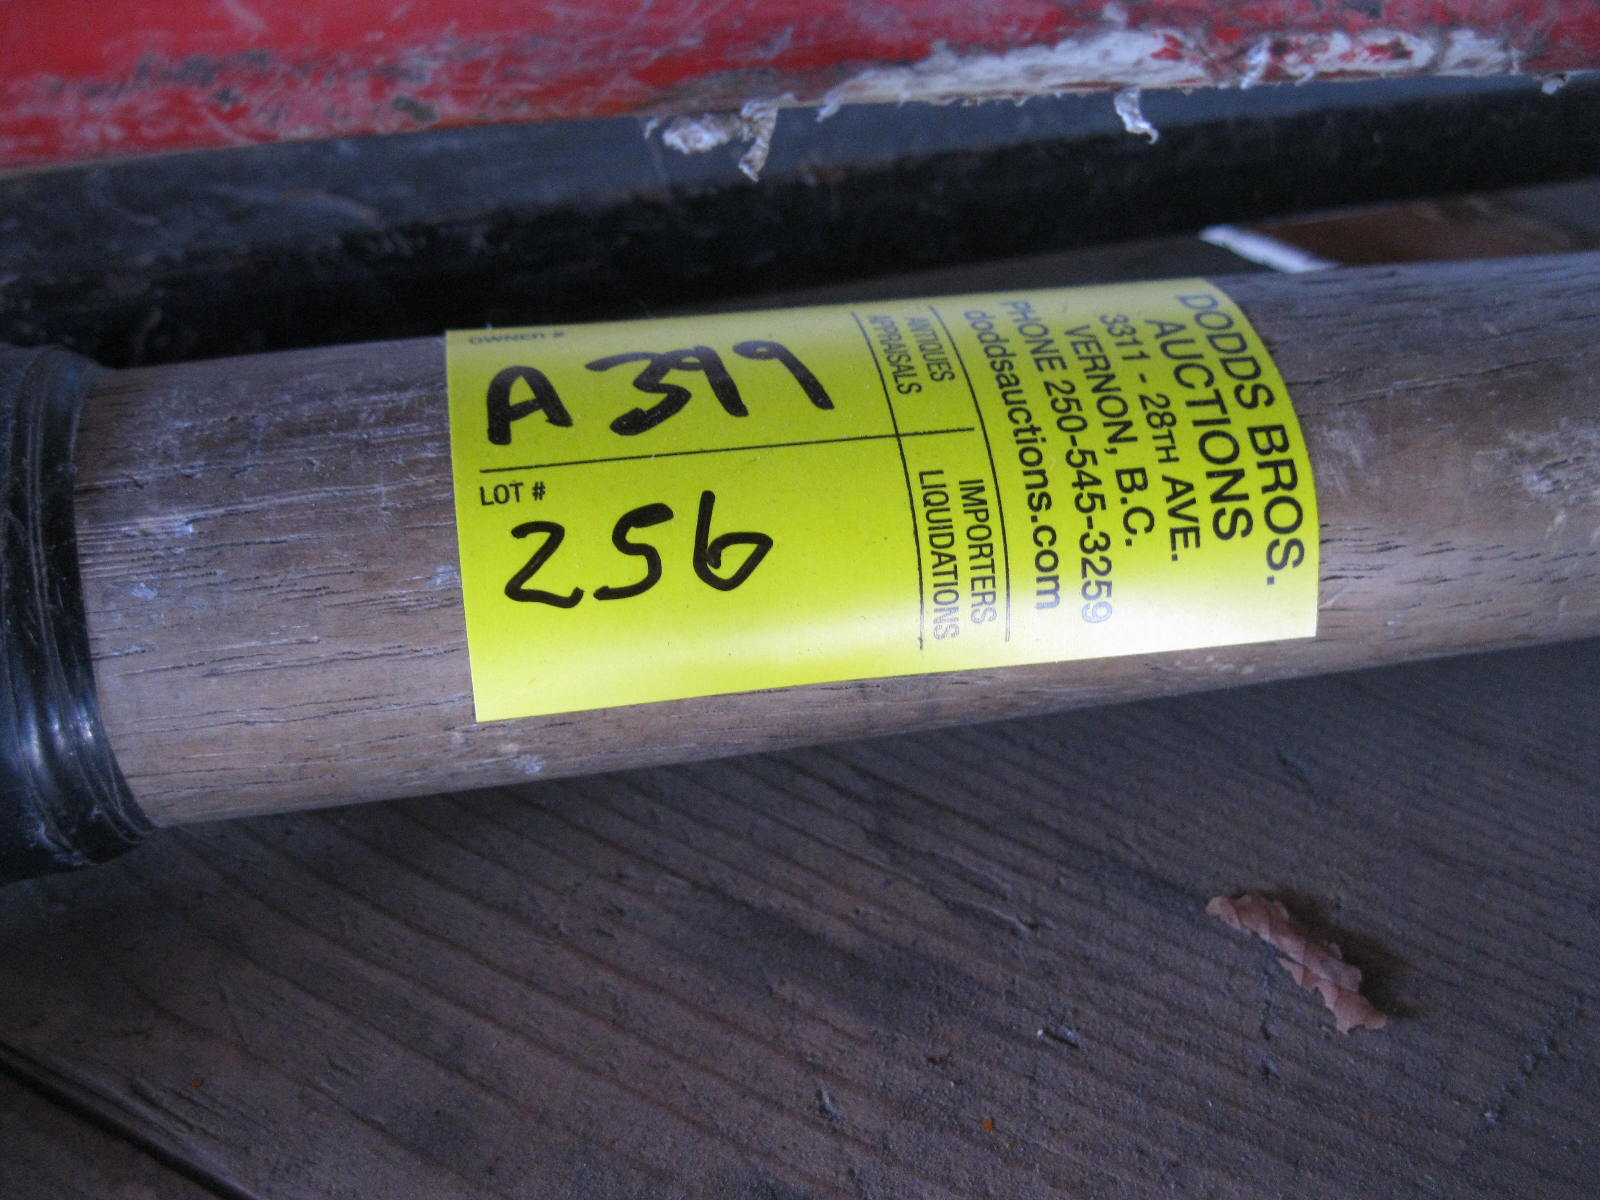 DODDS BROS.
AUCTIONS
3311 - 28TH AVE.
VERNON, B.C.
PHONE 250-545-3259
doddsauctions.com
ANTIQUES
APPRAISALS
IMPORTERS
LIQUIDATIONS
OWNER #
A 399
LOT #
256